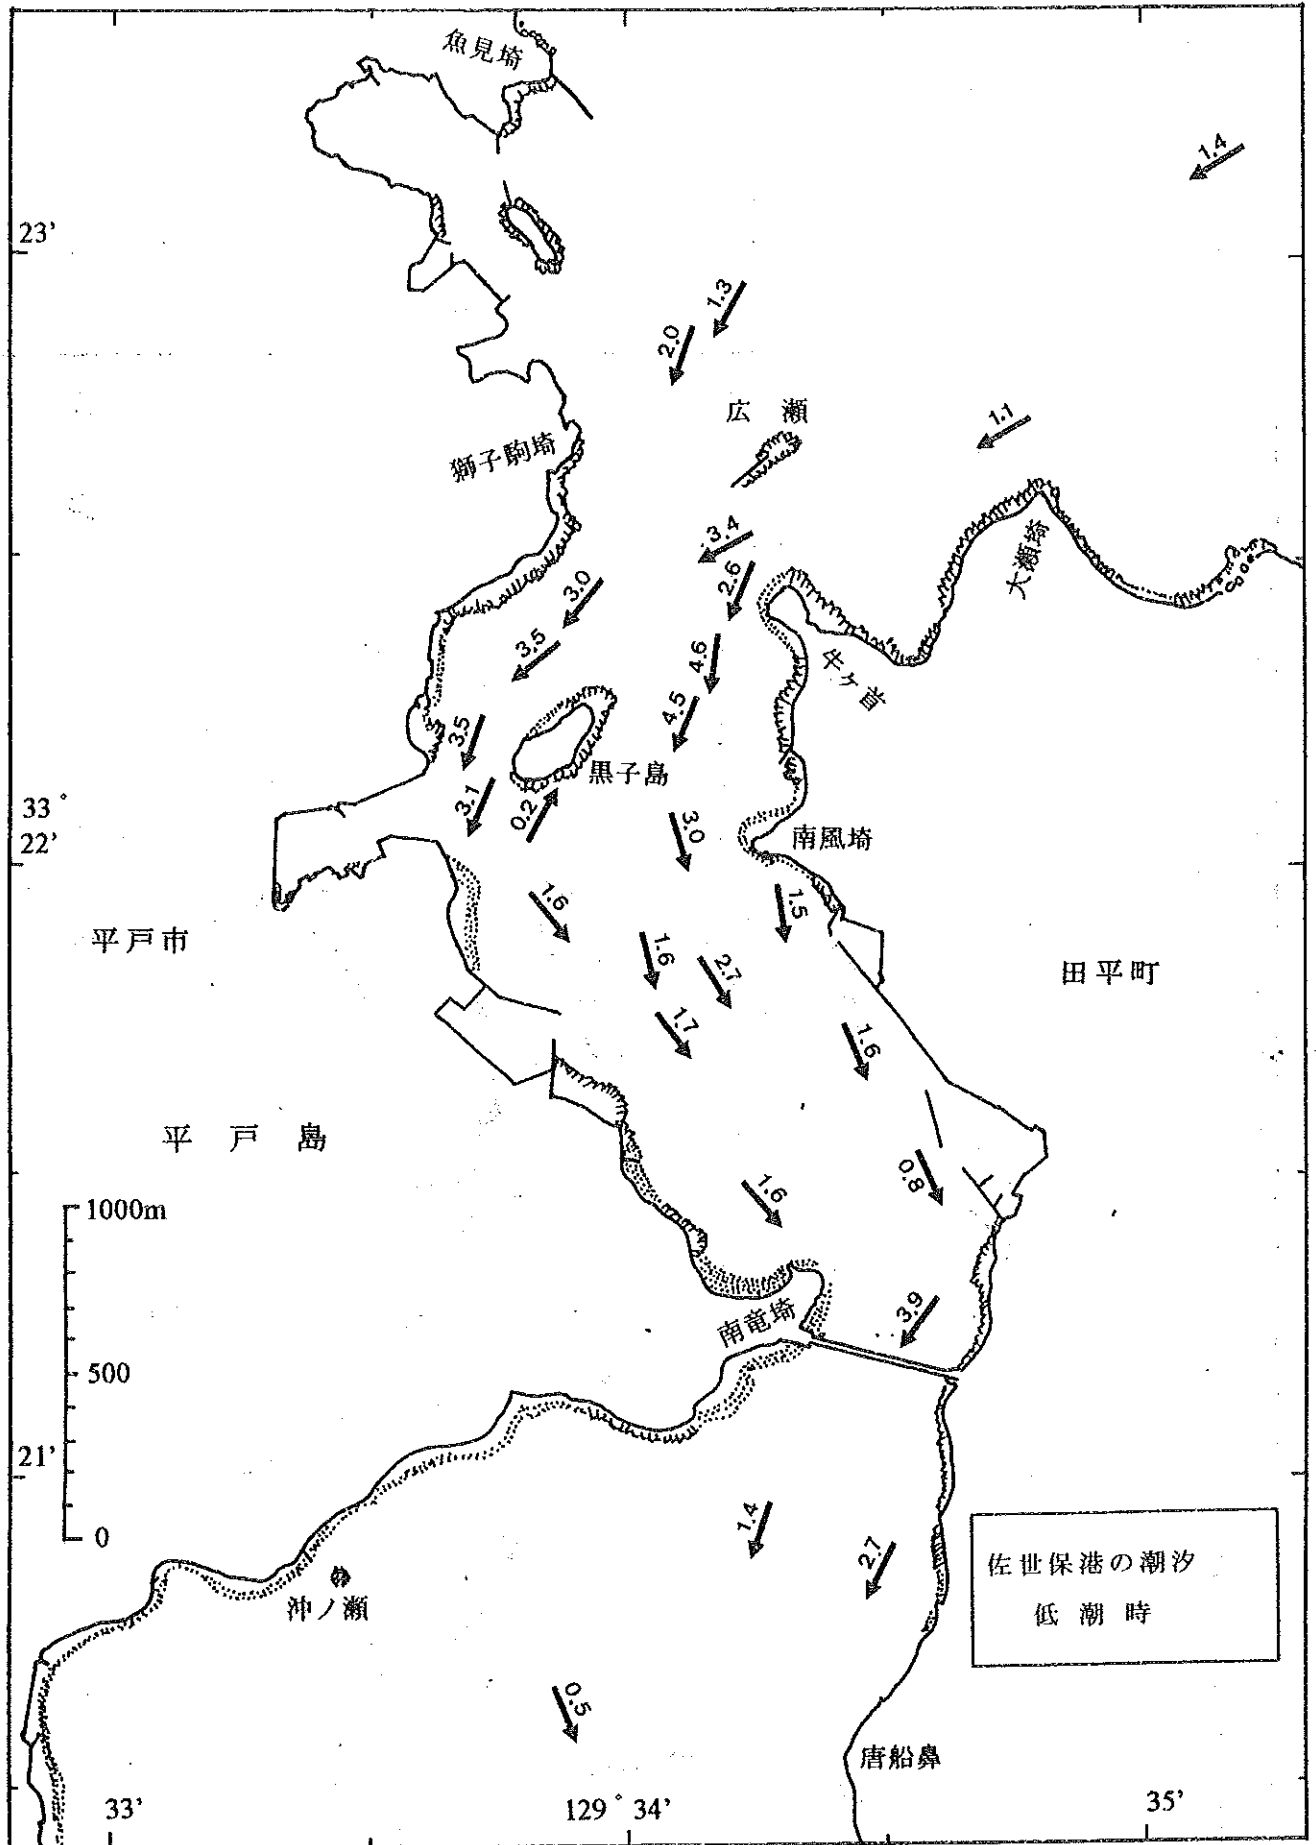 魚見埼
1.4
23'
1.3
2.0
広 瀬
1.1
獅子駒埼
3.4
大瀬埼
2.6
3.0
3.5
4.6
牛ヶ首
4.5
3.5
黒子島
3.1
0.2
3.0
33°
22'
南風埼
1.6
1.5
平戸市
1.6
2.7
田平町
1.7
1.6
平 戸 島
0.8
1.6
1000m
3.9
南竜埼
500
21'
1.4
2.7
0
佐世保港の潮汐
低 潮 時
沖ノ瀬
0.5
唐船鼻
33'
129° 34'
35'